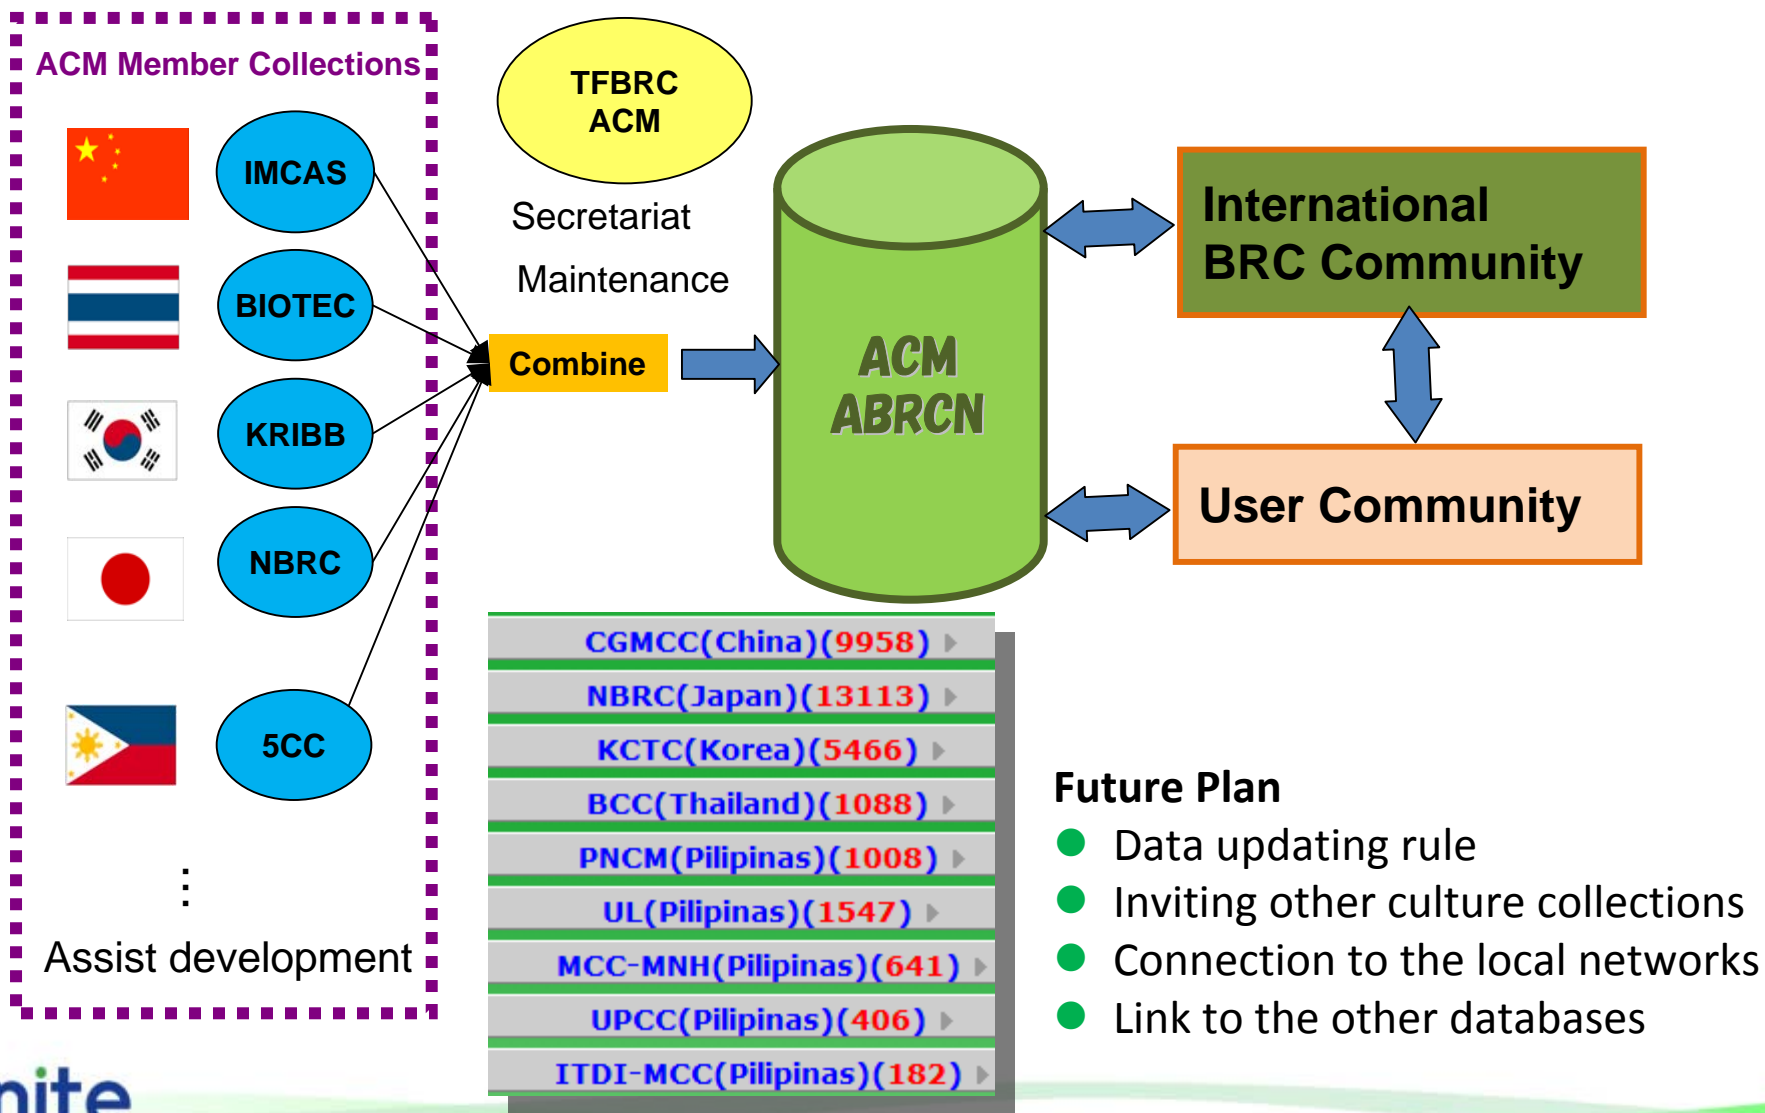 ACM Member Collections
IMCAS
BIOTEC
KRIBB
NBRC
5CC
⋮
Assist development
TFBRC
ACM
Secretariat
Maintenance
Combine
ACM
ABRCN
International
BRC Community
User Community
CGMCC(China)(9958)
NBRC(Japan)(13113)
KCTC(Korea)(5466)
BCC(Thailand)(1088)
PNCM(Pilipinas)(1008)
UL(Pilipinas)(1547)
MCC-MNH(Pilipinas)(641)
UPCC(Pilipinas)(406)
ITDI-MCC(Pilipinas)(182)
Future Plan
● Data updating rule
● Inviting other culture collections
● Connection to the local networks
● Link to the other databases